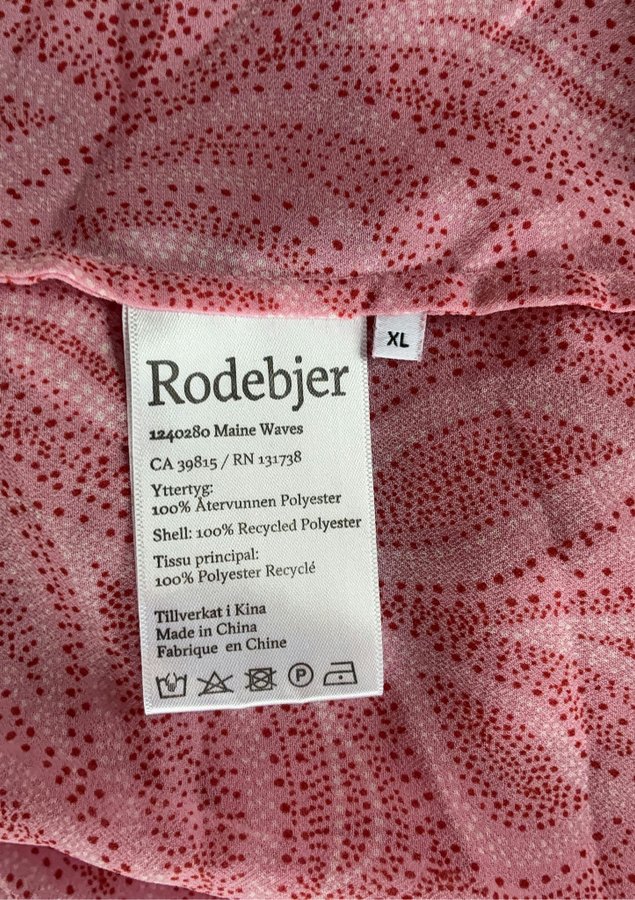 Rodebjer
XL
1240280 Maine Waves
CA 39815 / RN 131738
Yttertyg:
100% Återvunnen Polyester
Shell: 100% Recycled Polyester
Tissu principal:
100% Polyester Recyclé
Tillverkat i Kina
Made in China
Fabrique en Chine
P